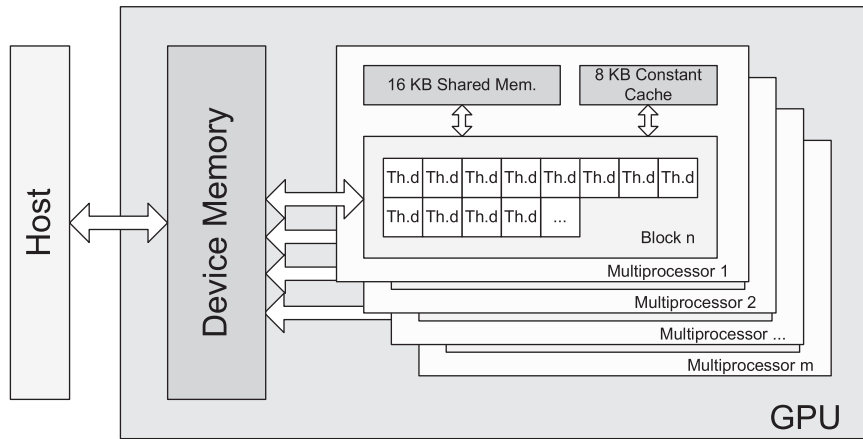 Host
Device Memory
16 KB Shared Mem.
8 KB Constant
Cache
Th.d Th.d Th.d Th.d Th.d Th.d Th.d Th.d
Th.d Th.d Th.d Th.d ...
Block n
Multiprocessor 1
Multiprocessor 2
Multiprocessor ...
Multiprocessor m
GPU